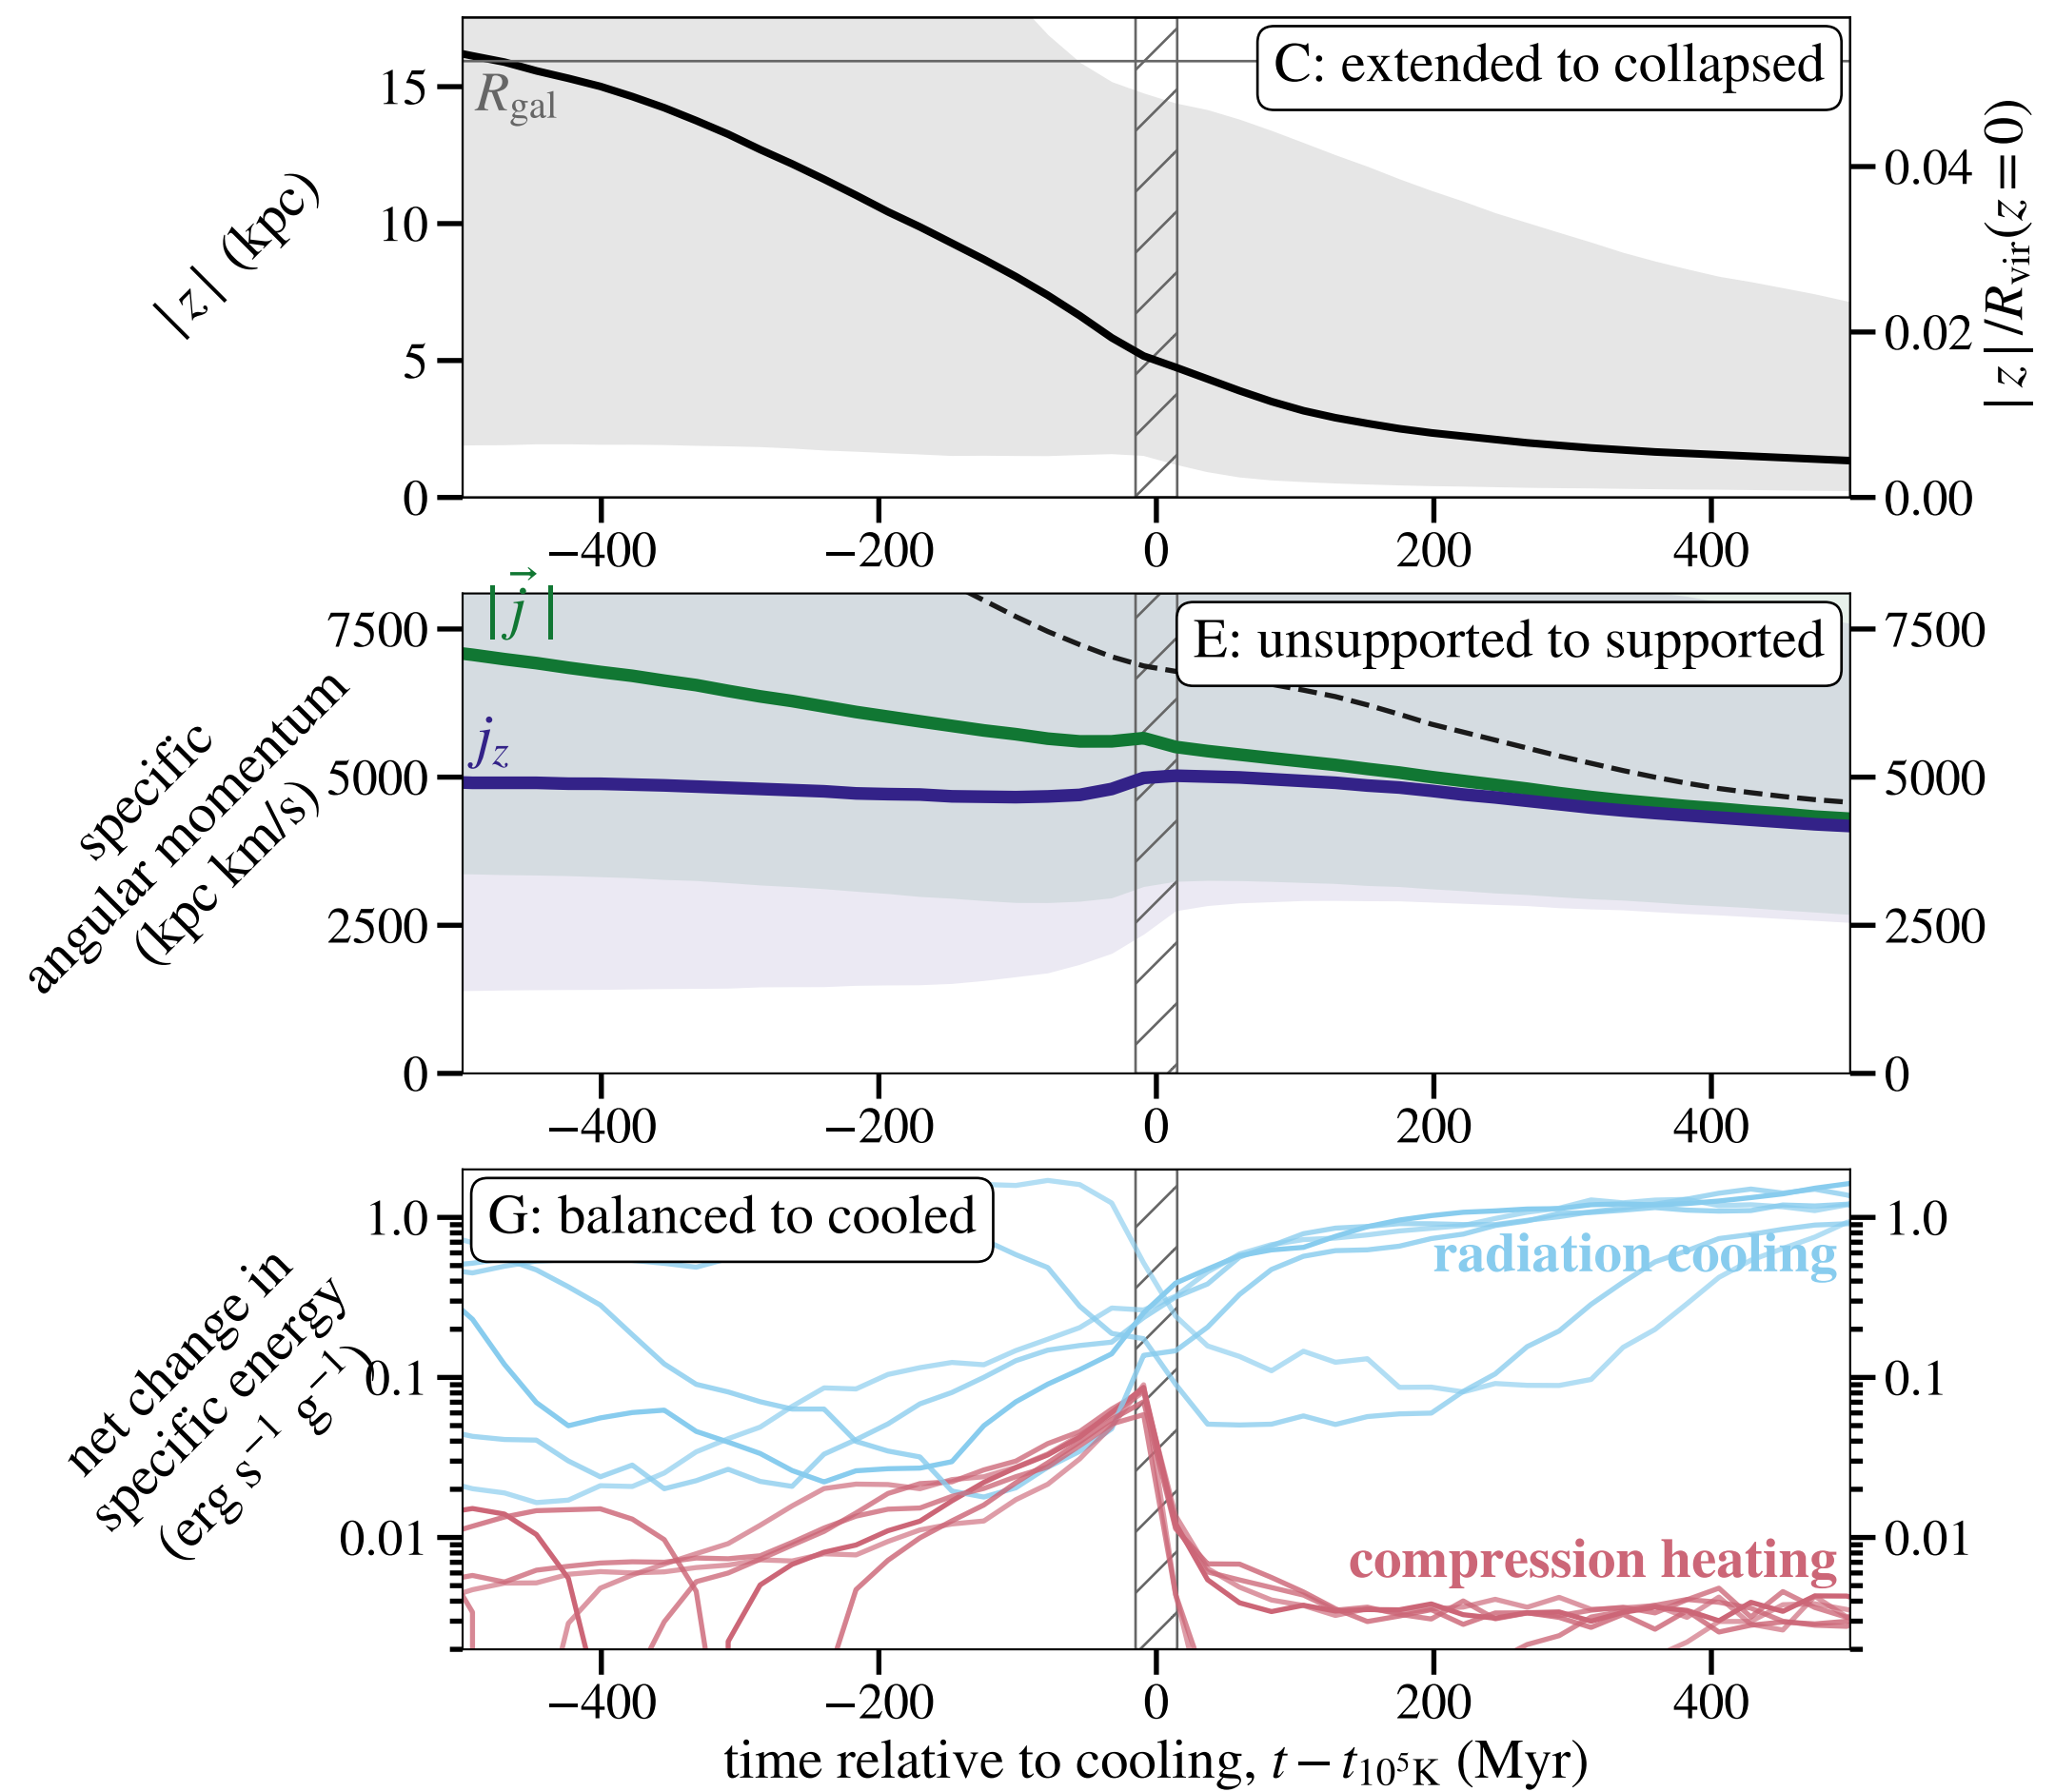 C: extended to collapsed
R_gal
|z| (kpc)
15
10
5
0
0.04
0.02
0.00
|z|/R_vir(z=0)
−400 −200 0 200 400
|j⃗|
E: unsupported to supported
j_z
specific
angular momentum
(kpc km/s)
7500
5000
2500
0
7500
5000
2500
0
−400 −200 0 200 400
G: balanced to cooled
radiation cooling
compression heating
net change in
specific energy
(erg s⁻¹ g⁻¹)
1.0
0.1
0.01
1.0
0.1
0.01
−400 −200 0 200 400
time relative to cooling, t − t_{10⁵K} (Myr)